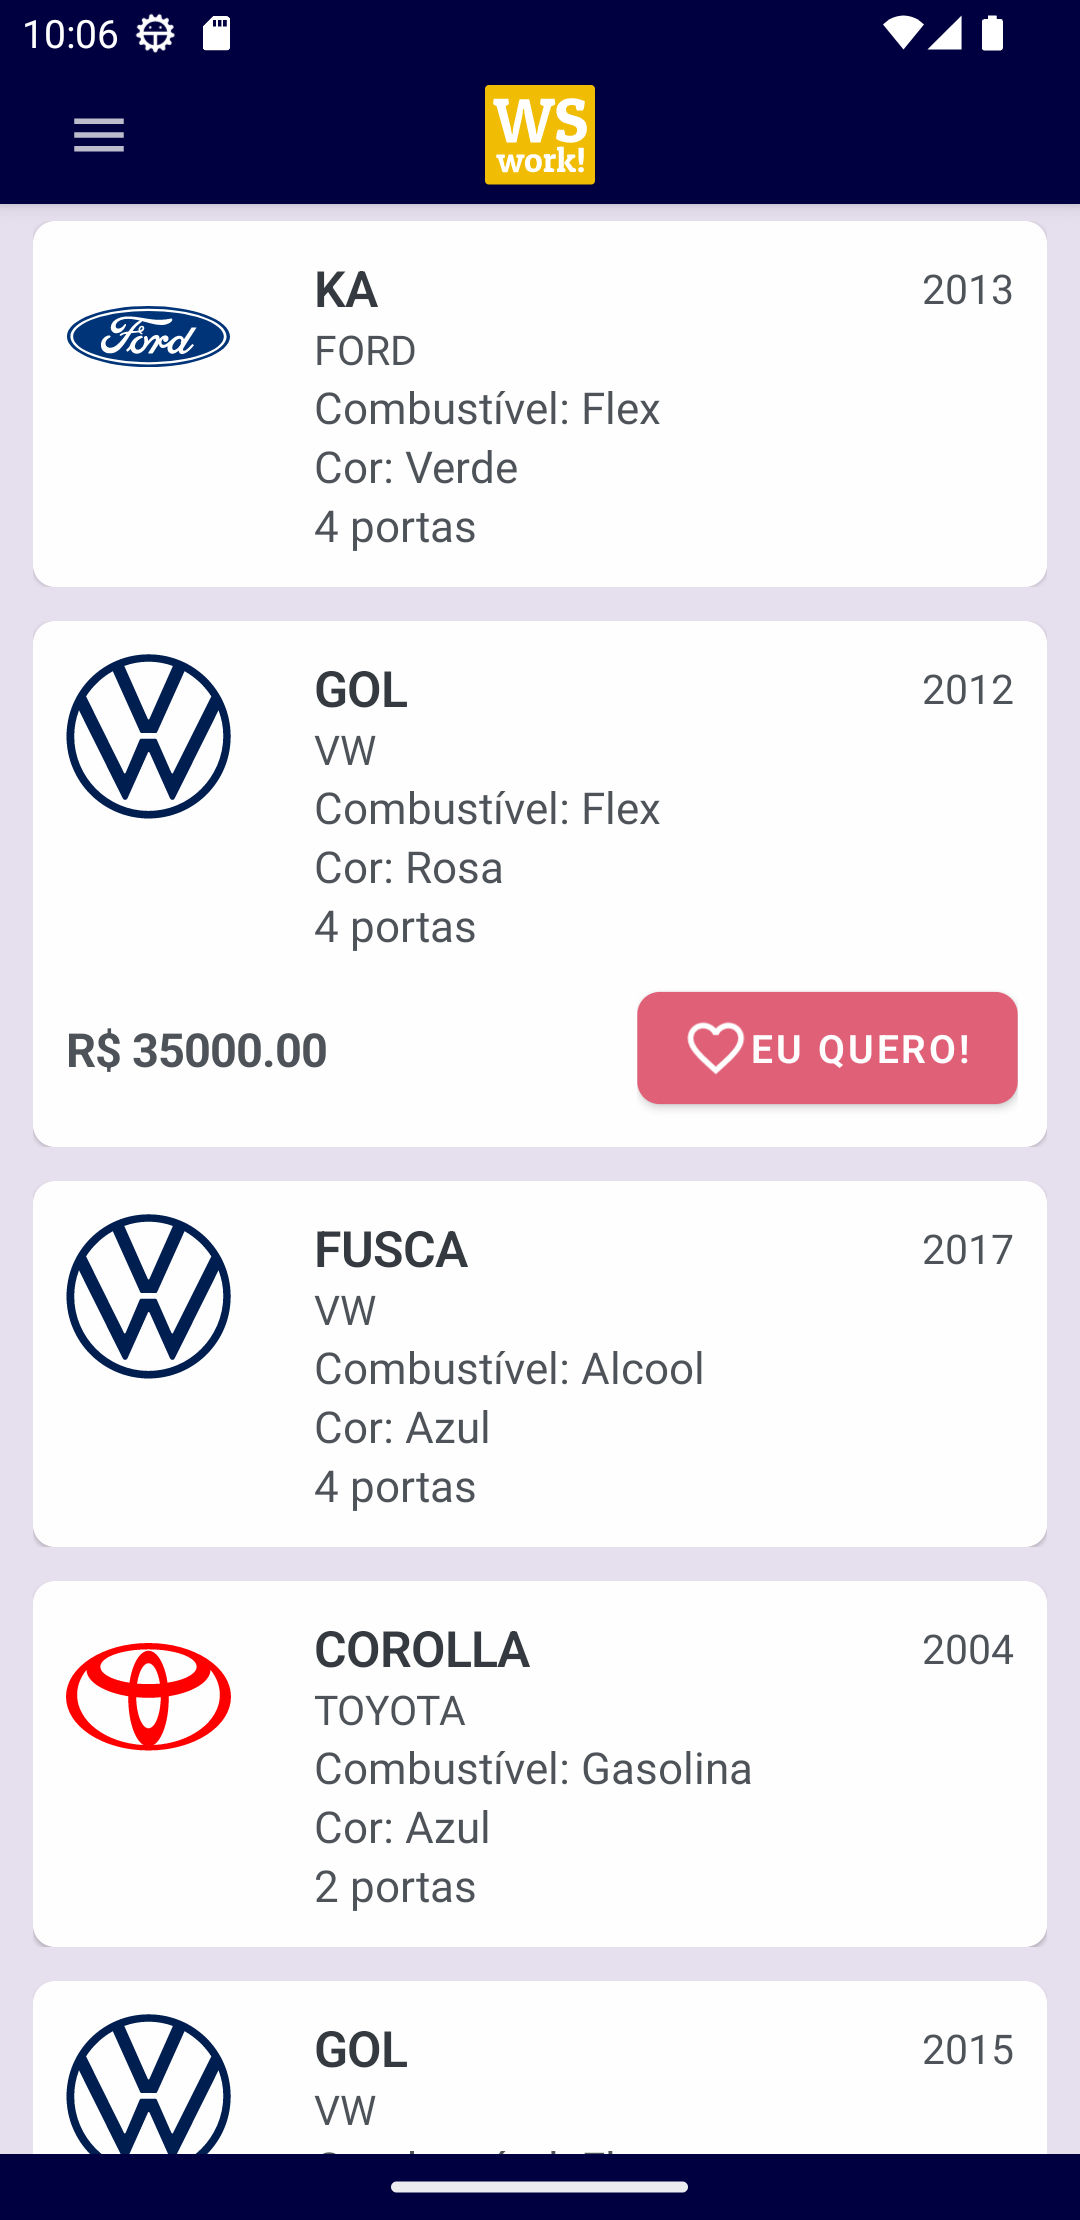 10:06
WS
work!
KA
2013
Ford
FORD
Combustível: Flex
Cor: Verde
4 portas
GOL
2012
VW
Combustível: Flex
Cor: Rosa
4 portas
R$ 35000.00
EU QUERO!
FUSCA
2017
VW
Combustível: Alcool
Cor: Azul
4 portas
COROLLA
2004
TOYOTA
Combustível: Gasolina
Cor: Azul
2 portas
GOL
2015
VW